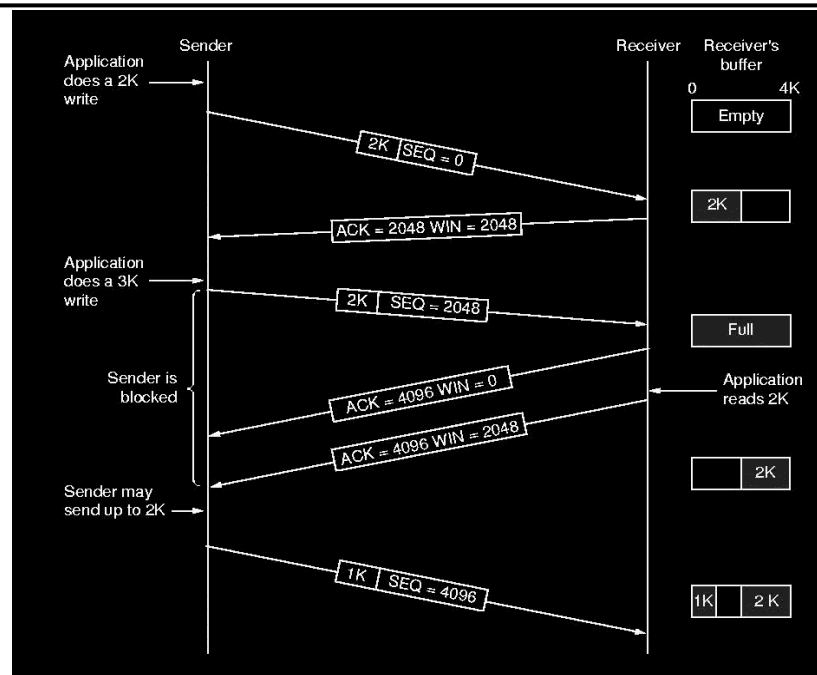 Sender
Receiver
Receiver's
buffer
Application
does a 2K
write
0
4K
Empty
2K
SEQ = 0
2K
ACK = 2048 WIN = 2048
Application
does a 3K
write
2K
SEQ = 2048
Full
Sender is
blocked
ACK = 4096 WIN = 0
Application
reads 2K
ACK = 4096 WIN = 2048
2K
Sender may
send up to 2K
1K
SEQ = 4096
1K
2 K